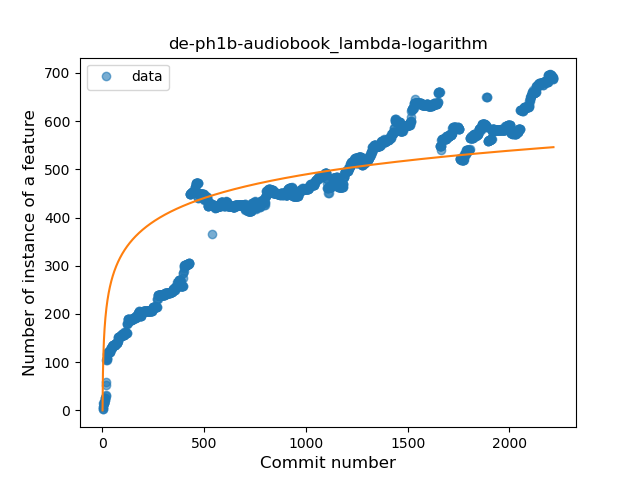 de-ph1b-audiobook_lambda-logarithm
data
Number of instance of a feature
700
600
500
400
300
200
100
0
0 500 1000 1500 2000
Commit number